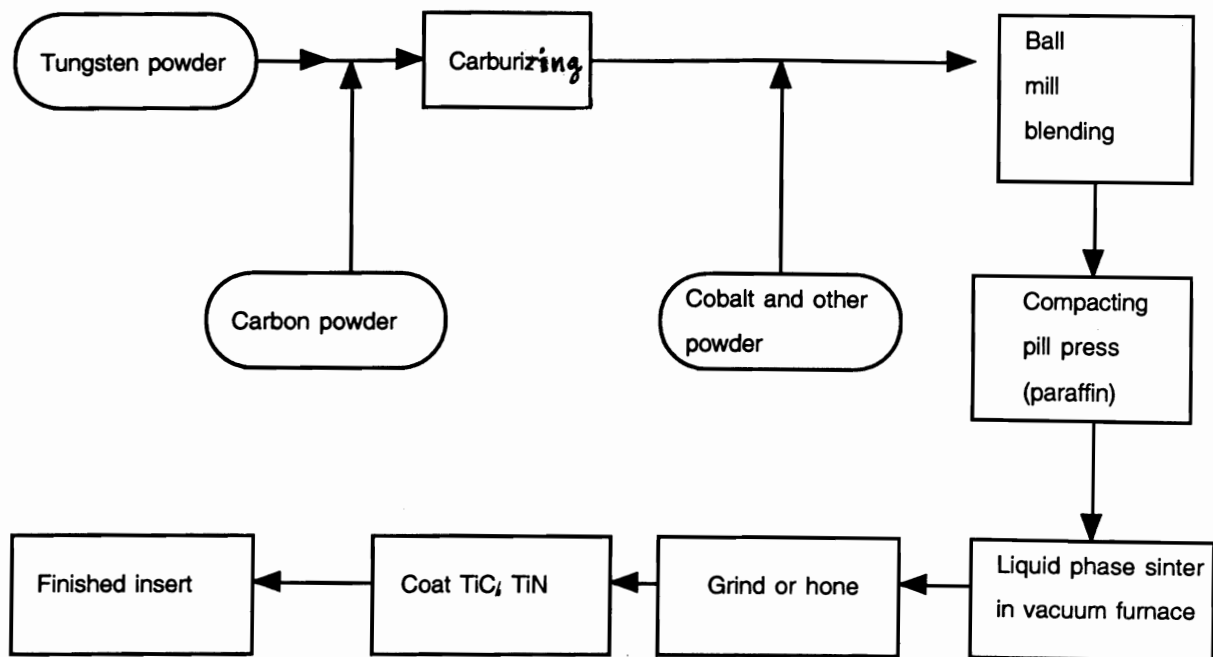 Tungsten powder
Carburizing
Ball
mill
blending
Carbon powder
Cobalt and other
powder
Compacting
pill press
(paraffin)
Liquid phase sinter
in vacuum furnace
Grind or hone
Coat TiC, TiN
Finished insert